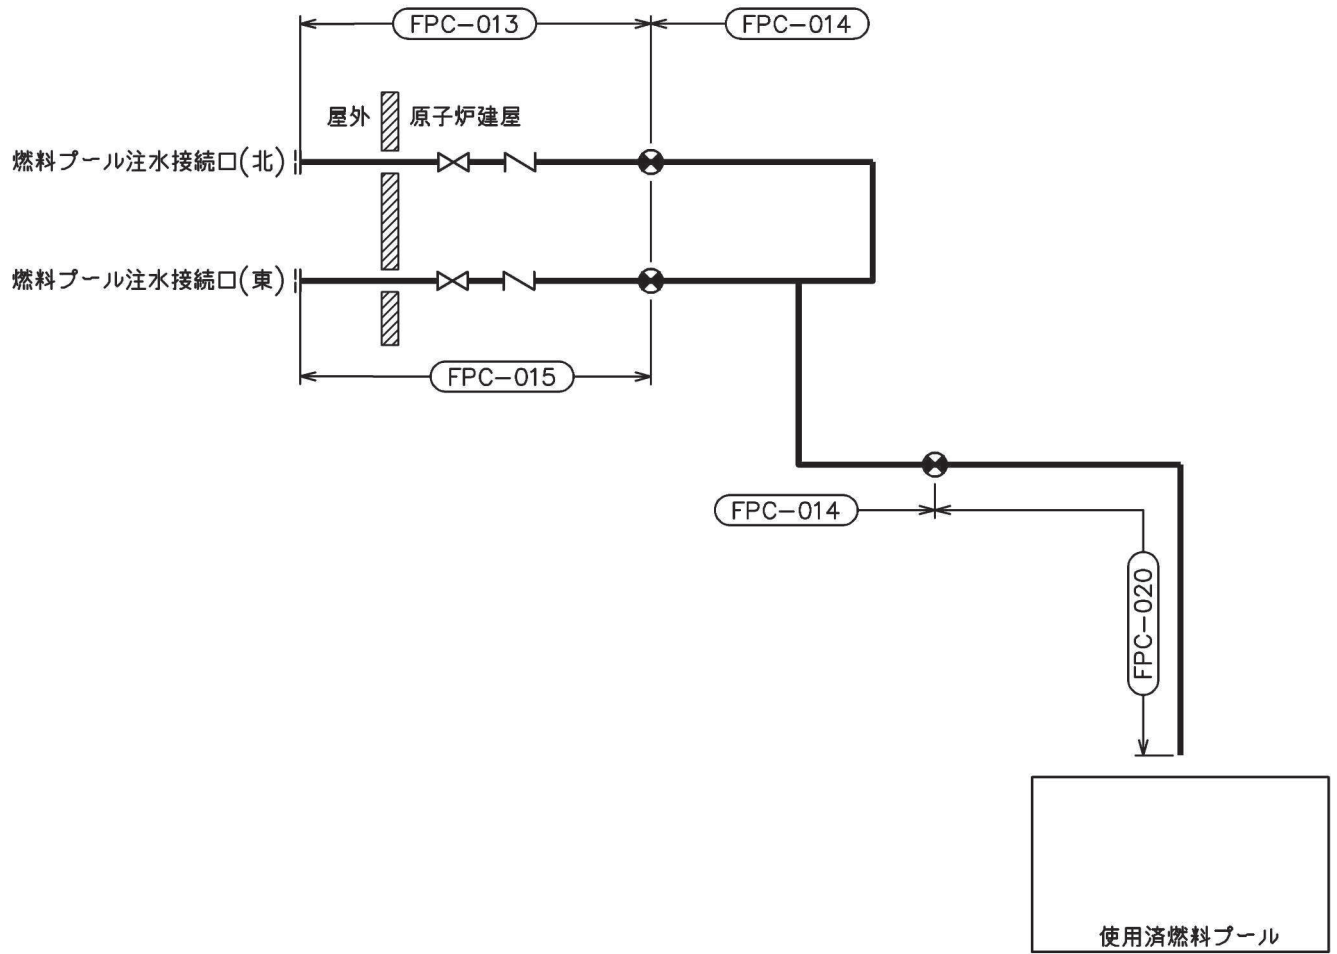 FPC-013
FPC-014
屋外
原子炉建屋
燃料プール注水接続口(北)
燃料プール注水接続口(東)
FPC-015
FPC-014
FPC-020
使用済燃料プール